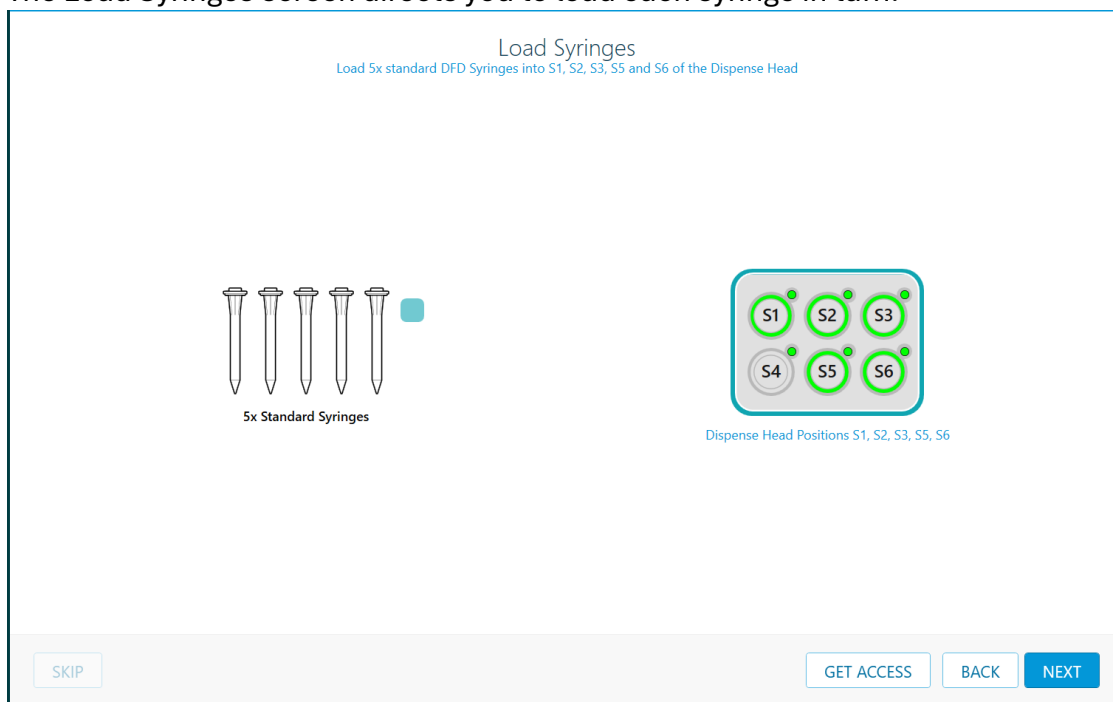 The Load Syringes screen directs you to load each syringe in turn.
Load Syringes
Load 5x standard DFD Syringes into S1, S2, S3, S5 and S6 of the Dispense Head
S1 S2 S3
S4 S5 S6
5x Standard Syringes
Dispense Head Positions S1, S2, S3, S5, S6
SKIP GET ACCESS BACK NEXT